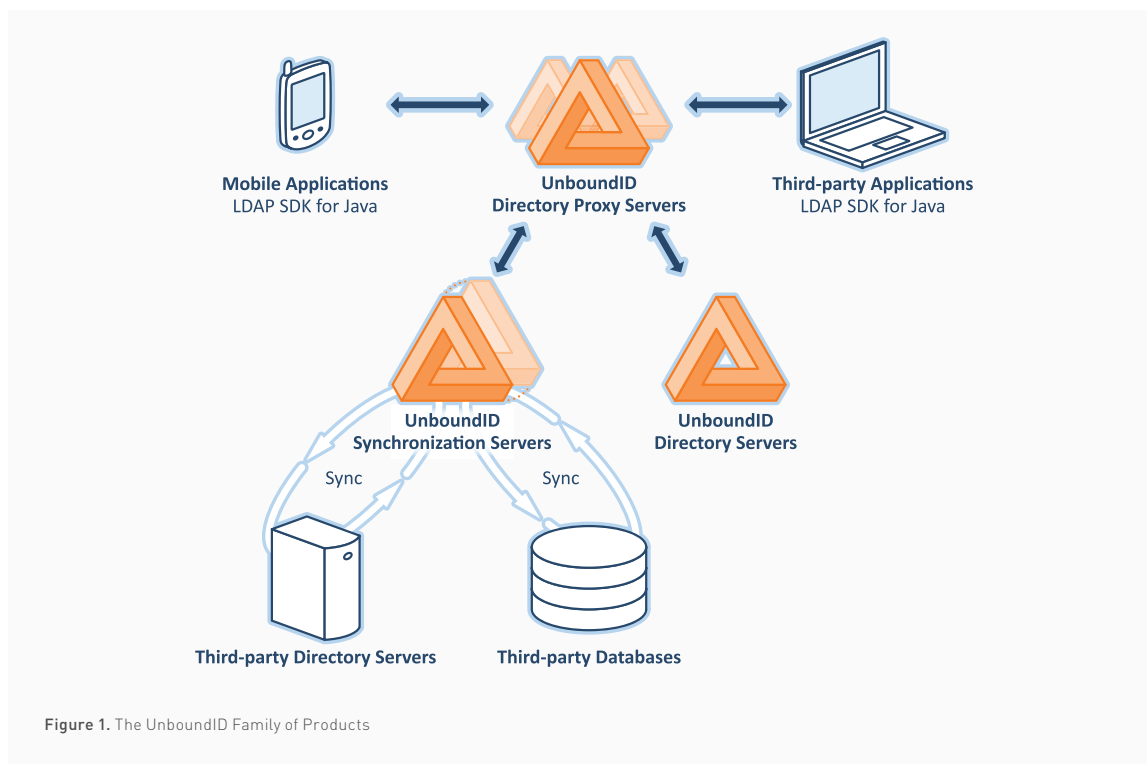 Mobile Applications
LDAP SDK for Java
UnboundID
Directory Proxy Servers
Third-party Applications
LDAP SDK for Java
UnboundID
Synchronization Servers
UnboundID
Directory Servers
Sync
Sync
Third-party Directory Servers
Third-party Databases
Figure 1. The UnboundID Family of Products